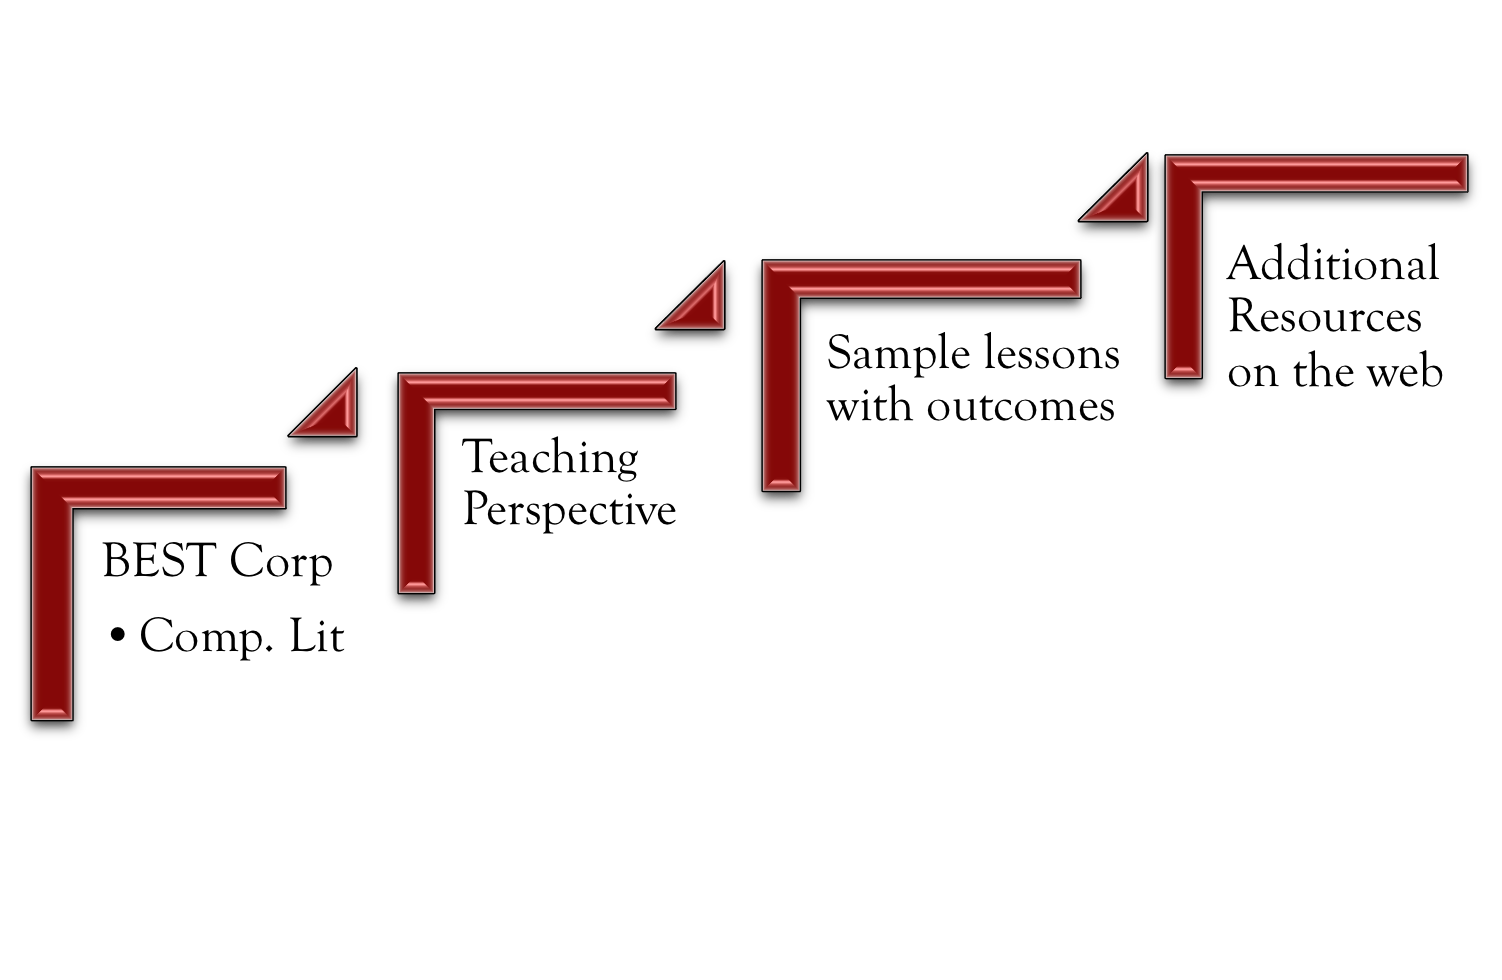 BEST Corp
• Comp. Lit
Teaching
Perspective
Sample lessons
with outcomes
Additional
Resources
on the web